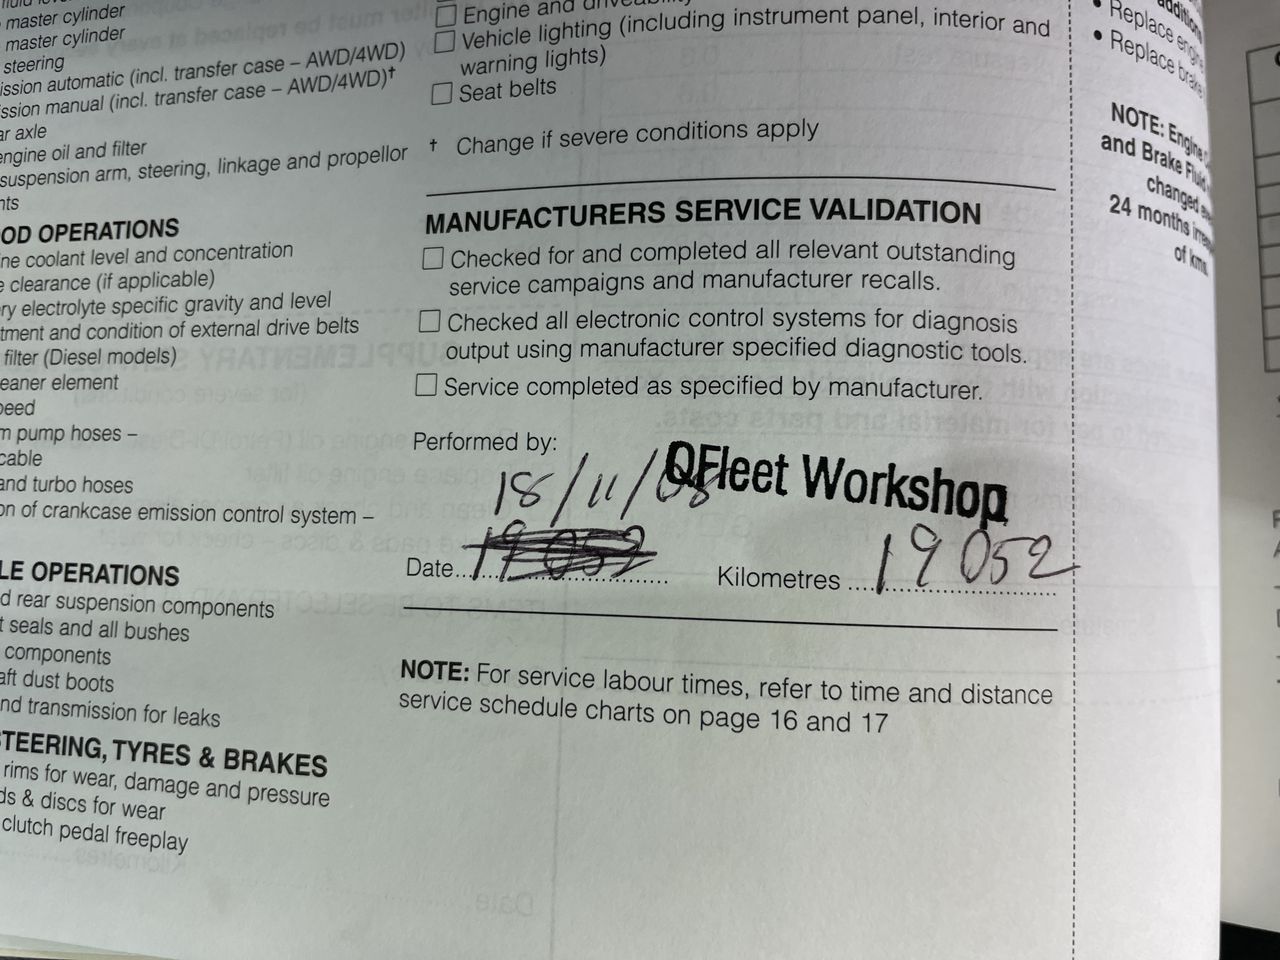 master cylinder
master cylinder
steering
ission automatic (incl. transfer case – AWD/4WD)
ission manual (incl. transfer case – AWD/4WD)†
ar axle
engine oil and filter
suspension arm, steering, linkage and propellor
nts
OD OPERATIONS
ine coolant level and concentration
e clearance (if applicable)
ry electrolyte specific gravity and level
tment and condition of external drive belts
filter (Diesel models)
eaner element
peed
m pump hoses –
cable
and turbo hoses
on of crankcase emission control system –
LE OPERATIONS
d rear suspension components
t seals and all bushes
components
aft dust boots
nd transmission for leaks
STEERING, TYRES & BRAKES
rims for wear, damage and pressure
ds & discs for wear
clutch pedal freeplay
Engine and
Vehicle lighting (including instrument panel, interior and
warning lights)
Seat belts
† Change if severe conditions apply
MANUFACTURERS SERVICE VALIDATION
Checked for and completed all relevant outstanding
service campaigns and manufacturer recalls.
Checked all electronic control systems for diagnosis
output using manufacturer specified diagnostic tools.
Service completed as specified by manufacturer.
Performed by:
QFleet Workshop
18/11/08
Date 19052
Kilometres 19052
NOTE: For service labour times, refer to time and distance
service schedule charts on page 16 and 17
• Replace engine
• Replace brake
NOTE: Engine
and Brake Fluid
changed
24 months
of kms